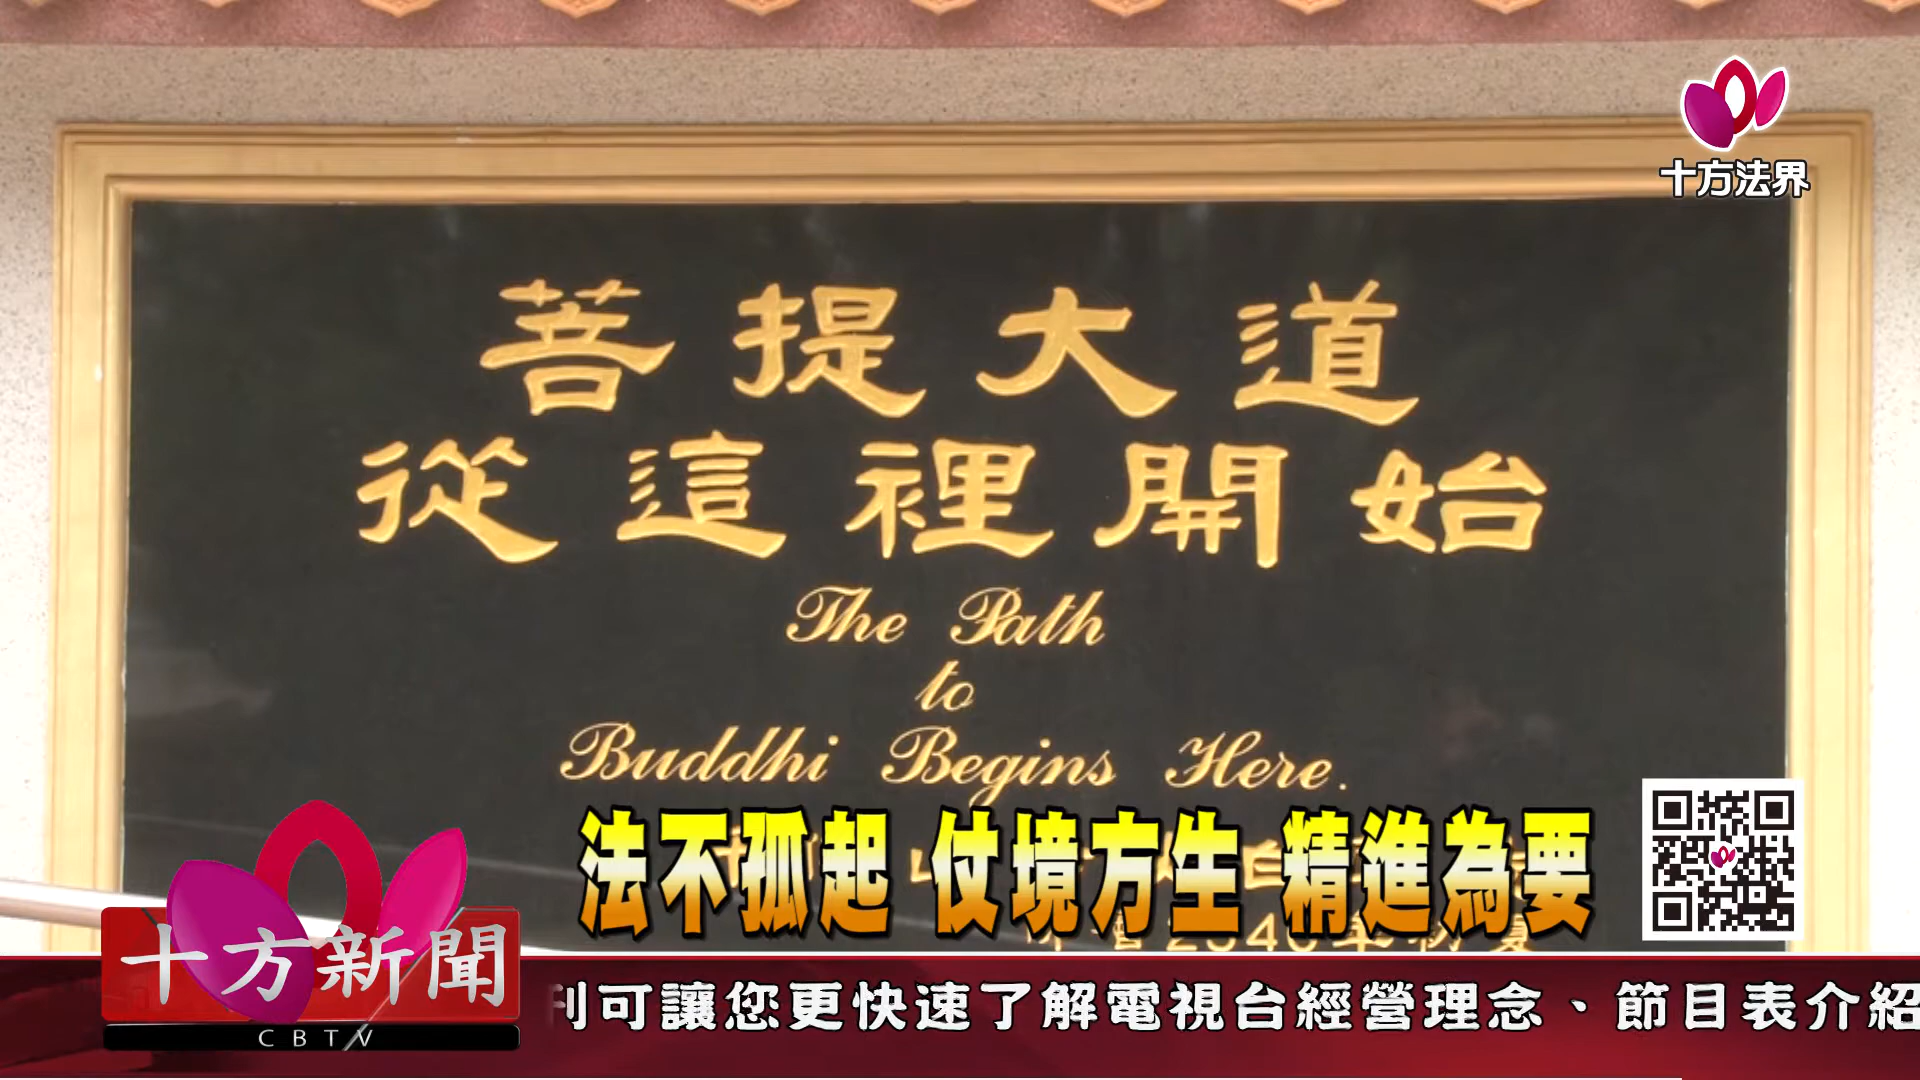 十方法界
菩提大道
從這裡開始
The Path
to
Buddhi Begins Here.
法不孤起 仗境方生 精進為要
十方新聞
CBTV
刊可讓您更快速了解電視台經營理念、節目表介紹